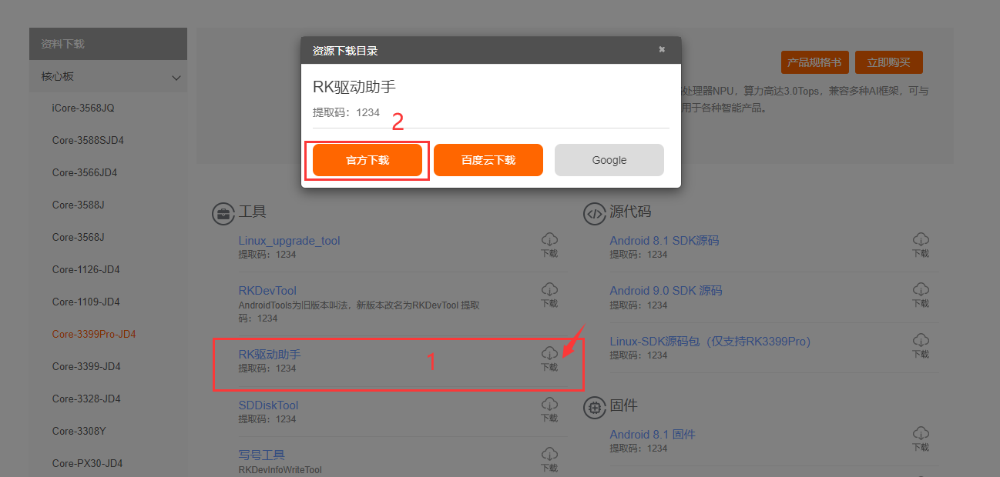 资料下载
核心板
iCore-3568JQ
Core-3588SJD4
Core-3566JD4
Core-3588J
Core-3568J
Core-1126-JD4
Core-1109-JD4
Core-3399Pro-JD4
Core-3399-JD4
Core-3328-JD4
Core-3308Y
Core-PX30-JD4
产品规格书
立即购买
处理器NPU，算力高达3.0Tops，兼容多种AI框架，可与
用于各种智能产品。
资源下载目录
×
RK驱动助手
提取码：1234
2
官方下载
百度云下载
Google
工具
Linux_upgrade_tool
提取码：1234
下载
RKDevTool
AndroidTools为旧版本叫法，新版本改名为RKDevTool 提取
码：1234
下载
RK驱动助手
提取码：1234
1
下载
SDDiskTool
提取码：1234
下载
写号工具
RKDevInfoWriteTool
下载
源代码
Android 8.1 SDK源码
提取码：1234
下载
Android 9.0 SDK 源码
提取码：1234
下载
Linux-SDK源码包（仅支持RK3399Pro）
提取码：1234
下载
固件
Android 8.1 固件
提取码：1234
下载